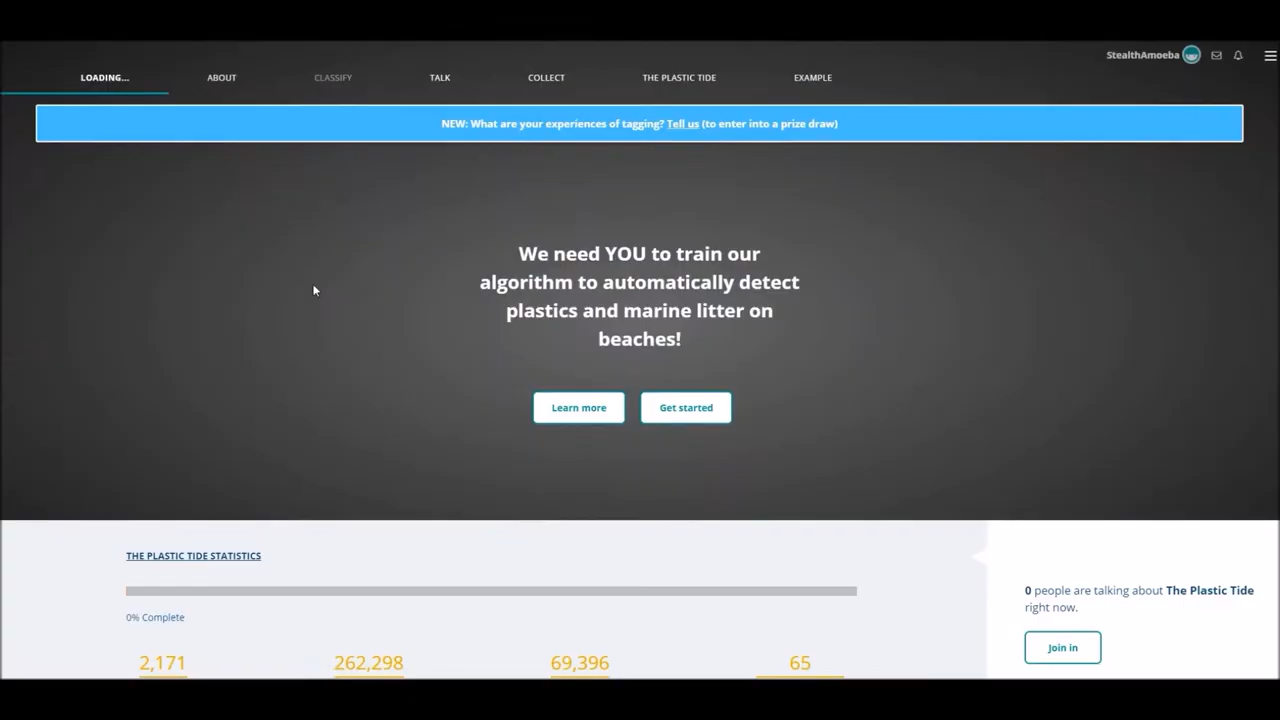 StealthAmoeba
LOADING... ABOUT CLASSIFY TALK COLLECT THE PLASTIC TIDE EXAMPLE
NEW: What are your experiences of tagging? Tell us (to enter into a prize draw)
We need YOU to train our
algorithm to automatically detect
plastics and marine litter on
beaches!
Learn more Get started
THE PLASTIC TIDE STATISTICS
0% Complete
2,171 262,298 69,396 65
0 people are talking about The Plastic Tide
right now.
Join in